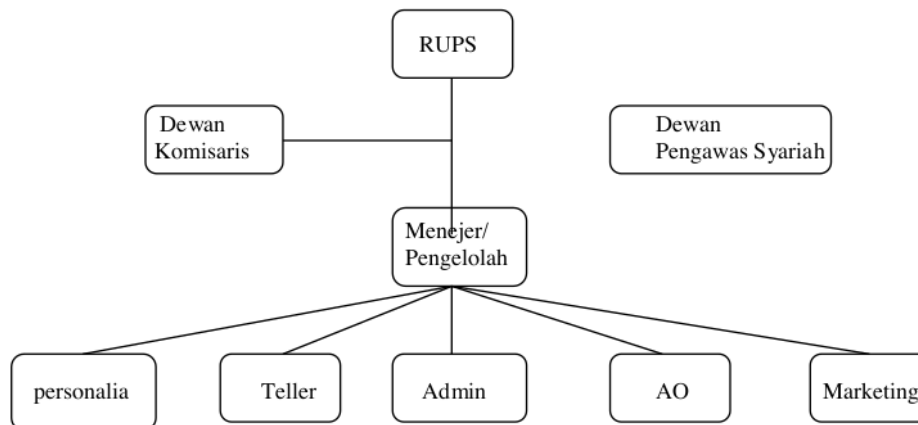 RUPS
Dewan
Komisaris
Dewan
Pengawas Syariah
Menejer/
Pengelolah
personalia
Teller
Admin
AO
Marketing